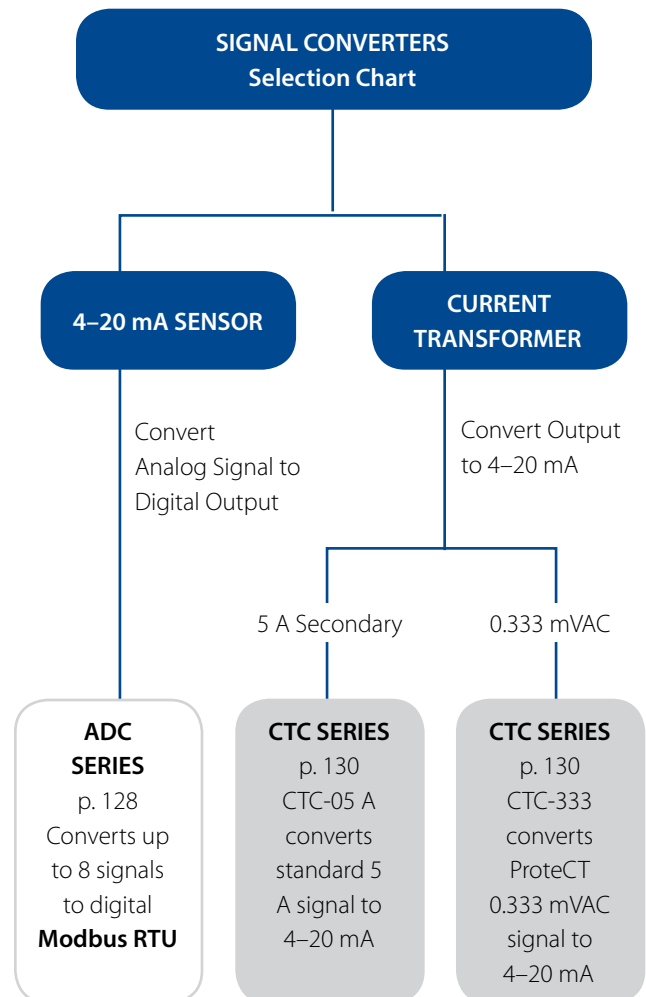 SIGNAL CONVERTERS
Selection Chart
4–20 mA SENSOR
CURRENT
TRANSFORMER
Convert
Analog Signal to
Digital Output
Convert Output
to 4–20 mA
5 A Secondary
0.333 mVAC
ADC
SERIES
p. 128
Converts up
to 8 signals
to digital
Modbus RTU
CTC SERIES
p. 130
CTC-05 A
converts
standard 5
A signal to
4–20 mA
CTC SERIES
p. 130
CTC-333
converts
ProteCT
0.333 mVAC
signal to
4–20 mA